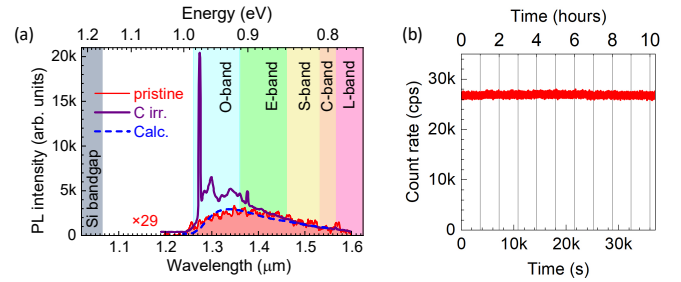 (a)
Energy (eV)
1.2 1.1 1.0 0.9 0.8
PL intensity (arb. units)
20k
15k
10k
5k
0
Si bandgap
pristine
C irr.
Calc.
×29
O-band
E-band
S-band
C-band
L-band
1.1 1.2 1.3 1.4 1.5 1.6
Wavelength (μm)
(b)
Time (hours)
0 2 4 6 8 10
Count rate (cps)
30k
20k
10k
0
0 10k 20k 30k
Time (s)